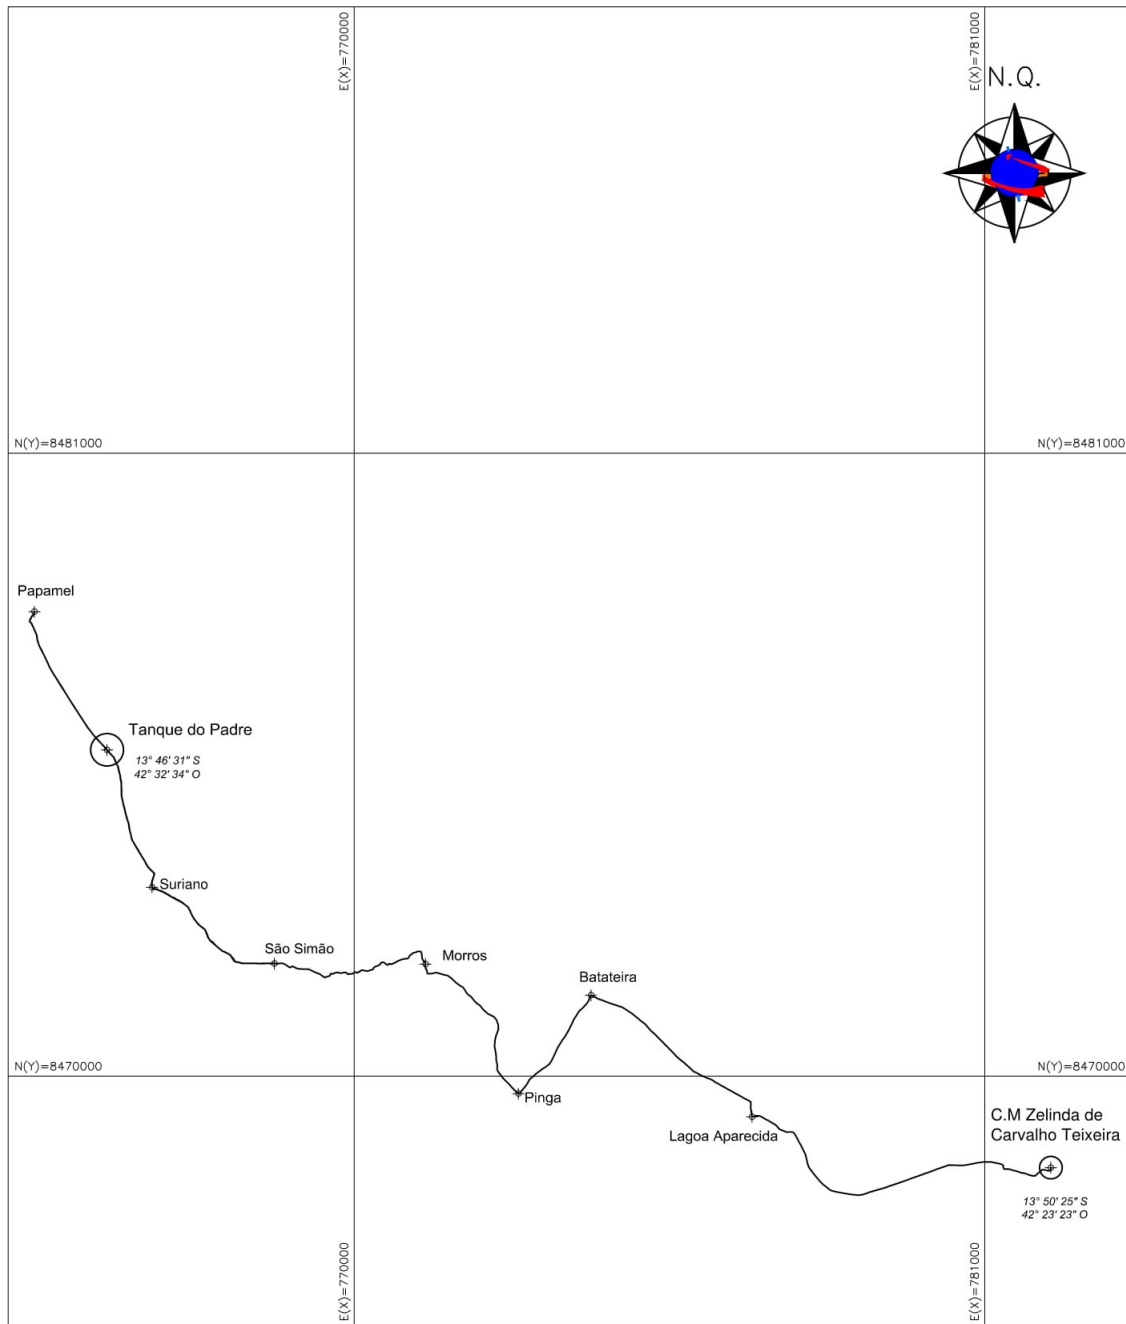 E(X)=770000
E(X)=781000
N.Q.
N(Y)=8481000
N(Y)=8481000
Papamel
Tanque do Padre
13° 46' 31" S
42° 32' 34" O
Suriano
São Simão
Morros
Batateira
N(Y)=8470000
N(Y)=8470000
Pinga
C.M Zelinda de
Carvalho Teixeira
Lagoa Aparecida
13° 50' 25" S
42° 23' 23" O
E(X)=770000
E(X)=781000